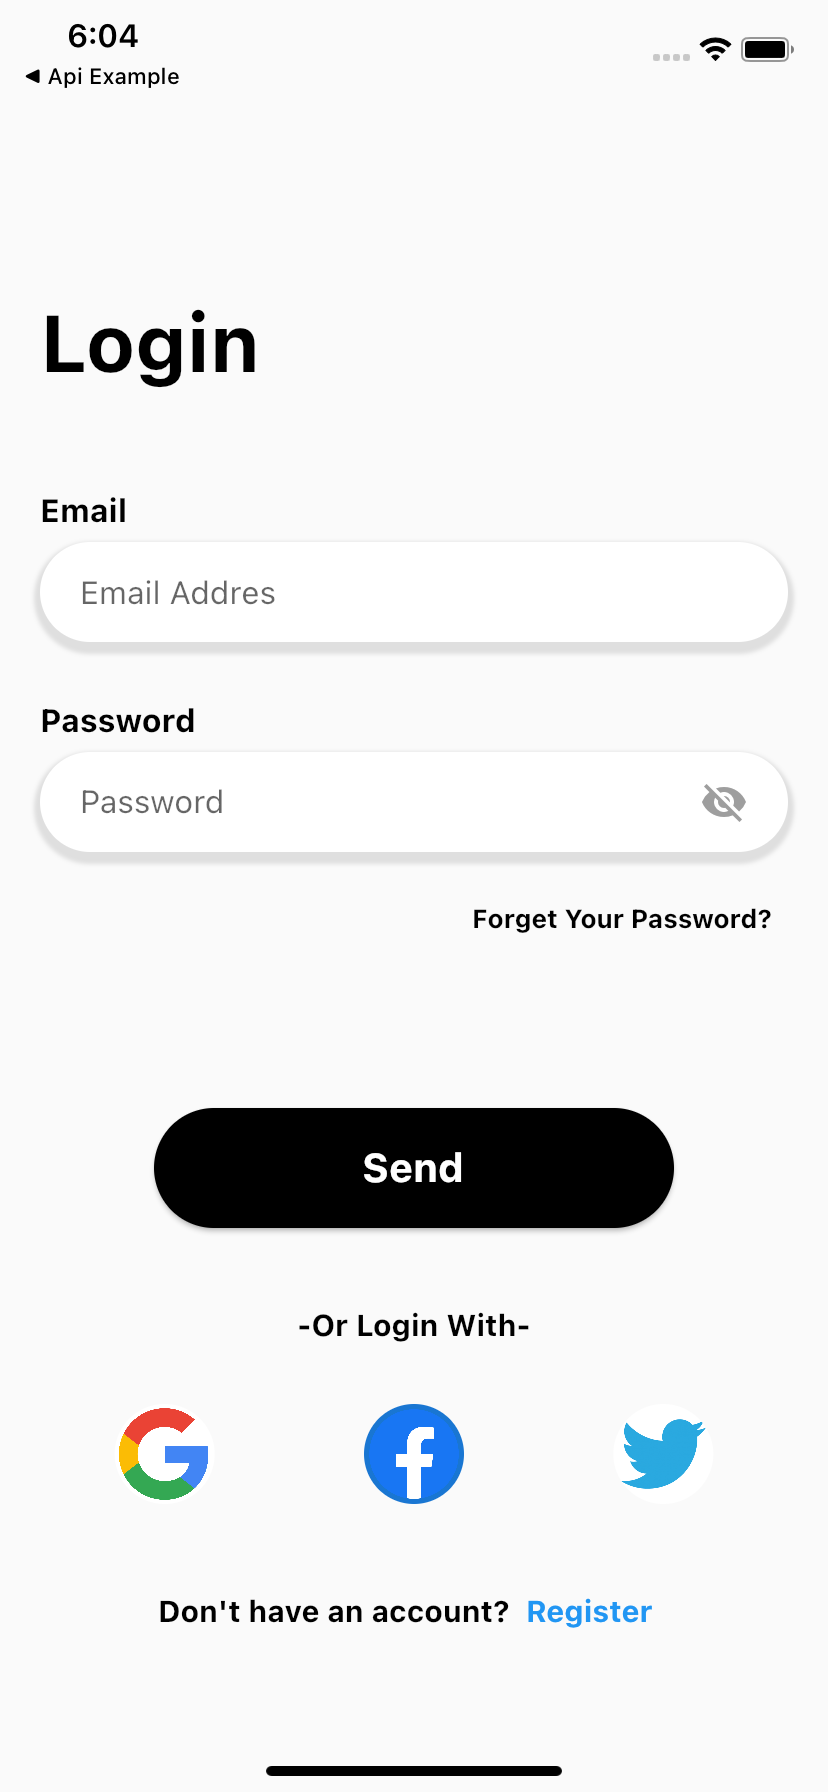 6:04
◀ Api Example
Login
Email
Email Addres
Password
Password
Forget Your Password?
Send
-Or Login With-
Don't have an account? Register